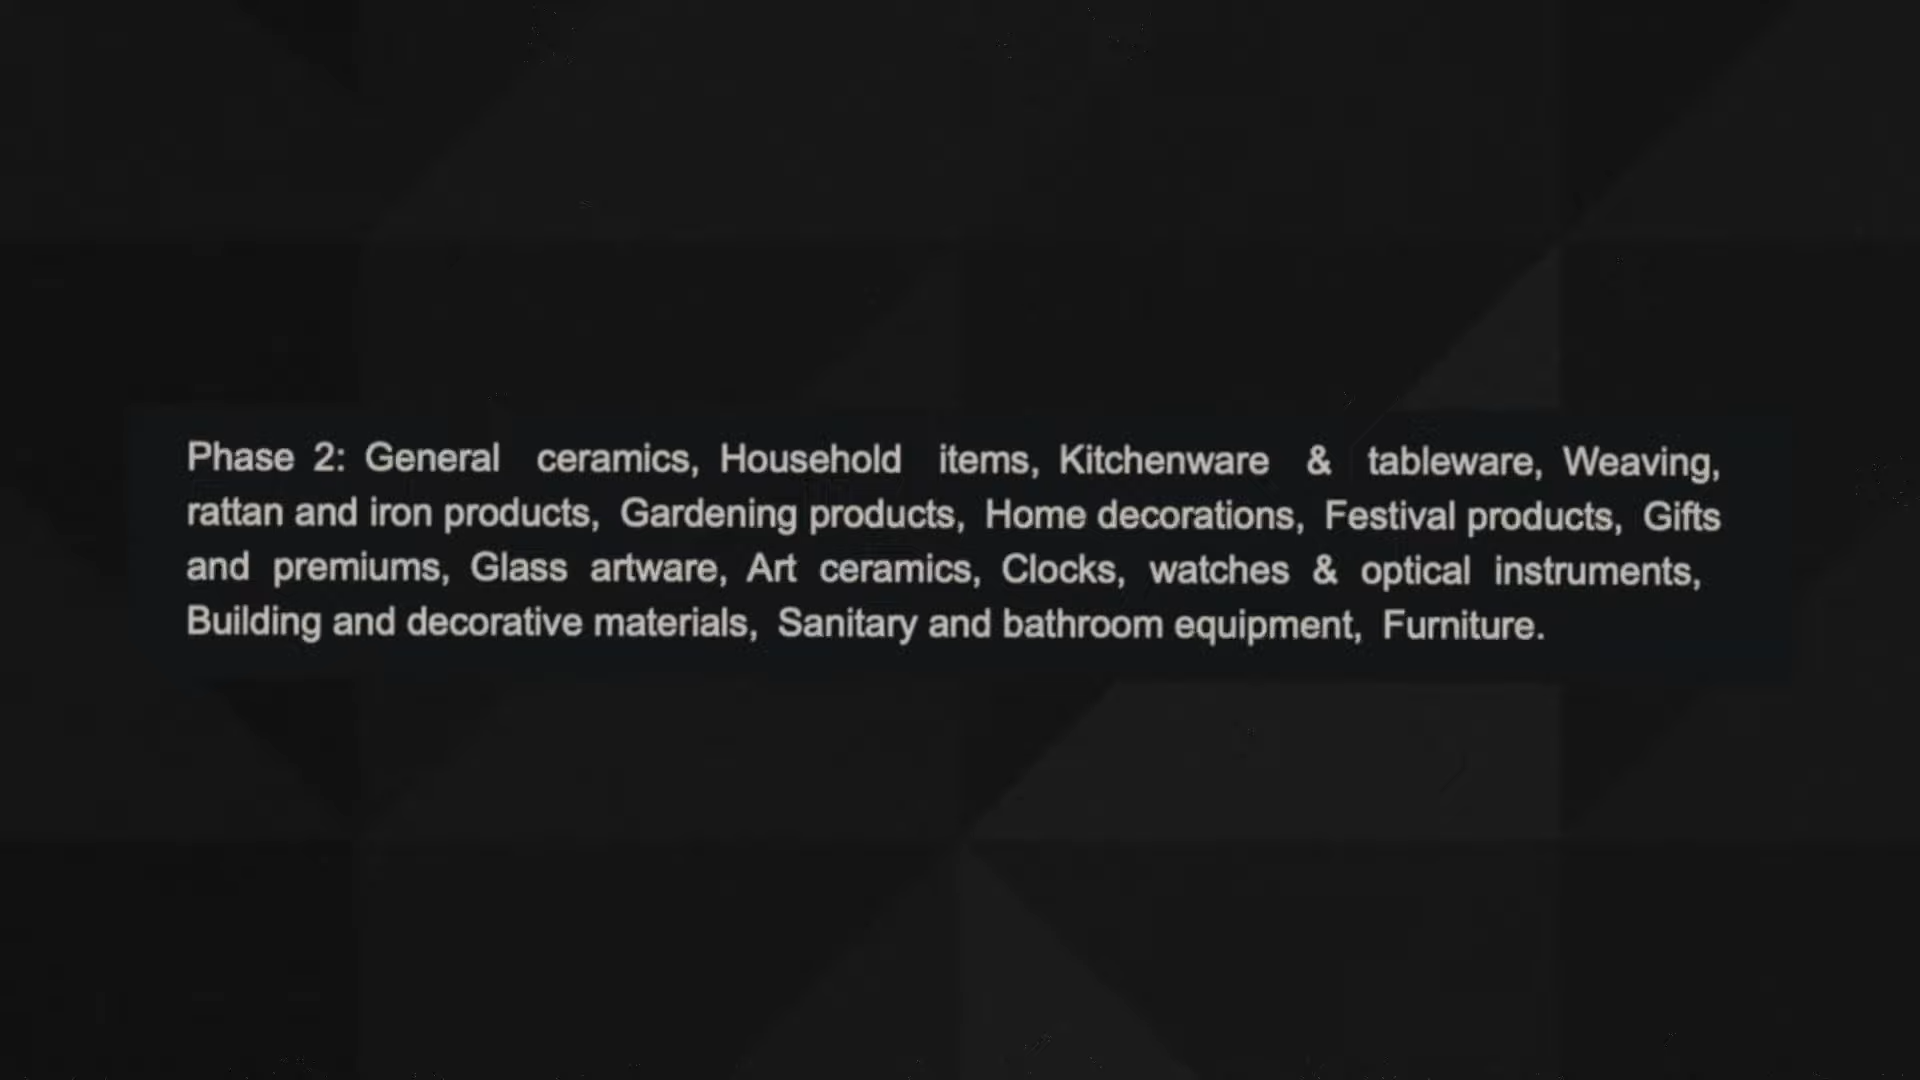 Phase 2: General ceramics, Household items, Kitchenware & tableware, Weaving,
rattan and iron products, Gardening products, Home decorations, Festival products, Gifts
and premiums, Glass artware, Art ceramics, Clocks, watches & optical instruments,
Building and decorative materials, Sanitary and bathroom equipment, Furniture.